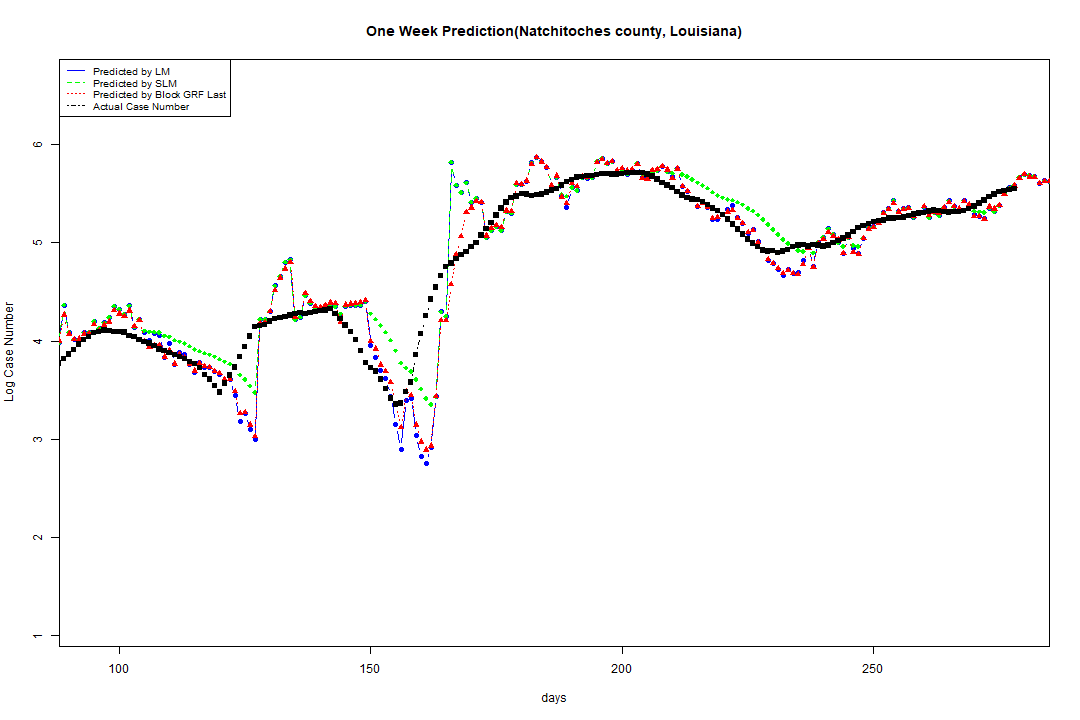 One Week Prediction(Natchitoches county, Louisiana)
Predicted by LM
Predicted by SLM
Predicted by Block GRF Last
Actual Case Number
6
5
4
3
2
1
Log Case Number
100 150 200 250
days